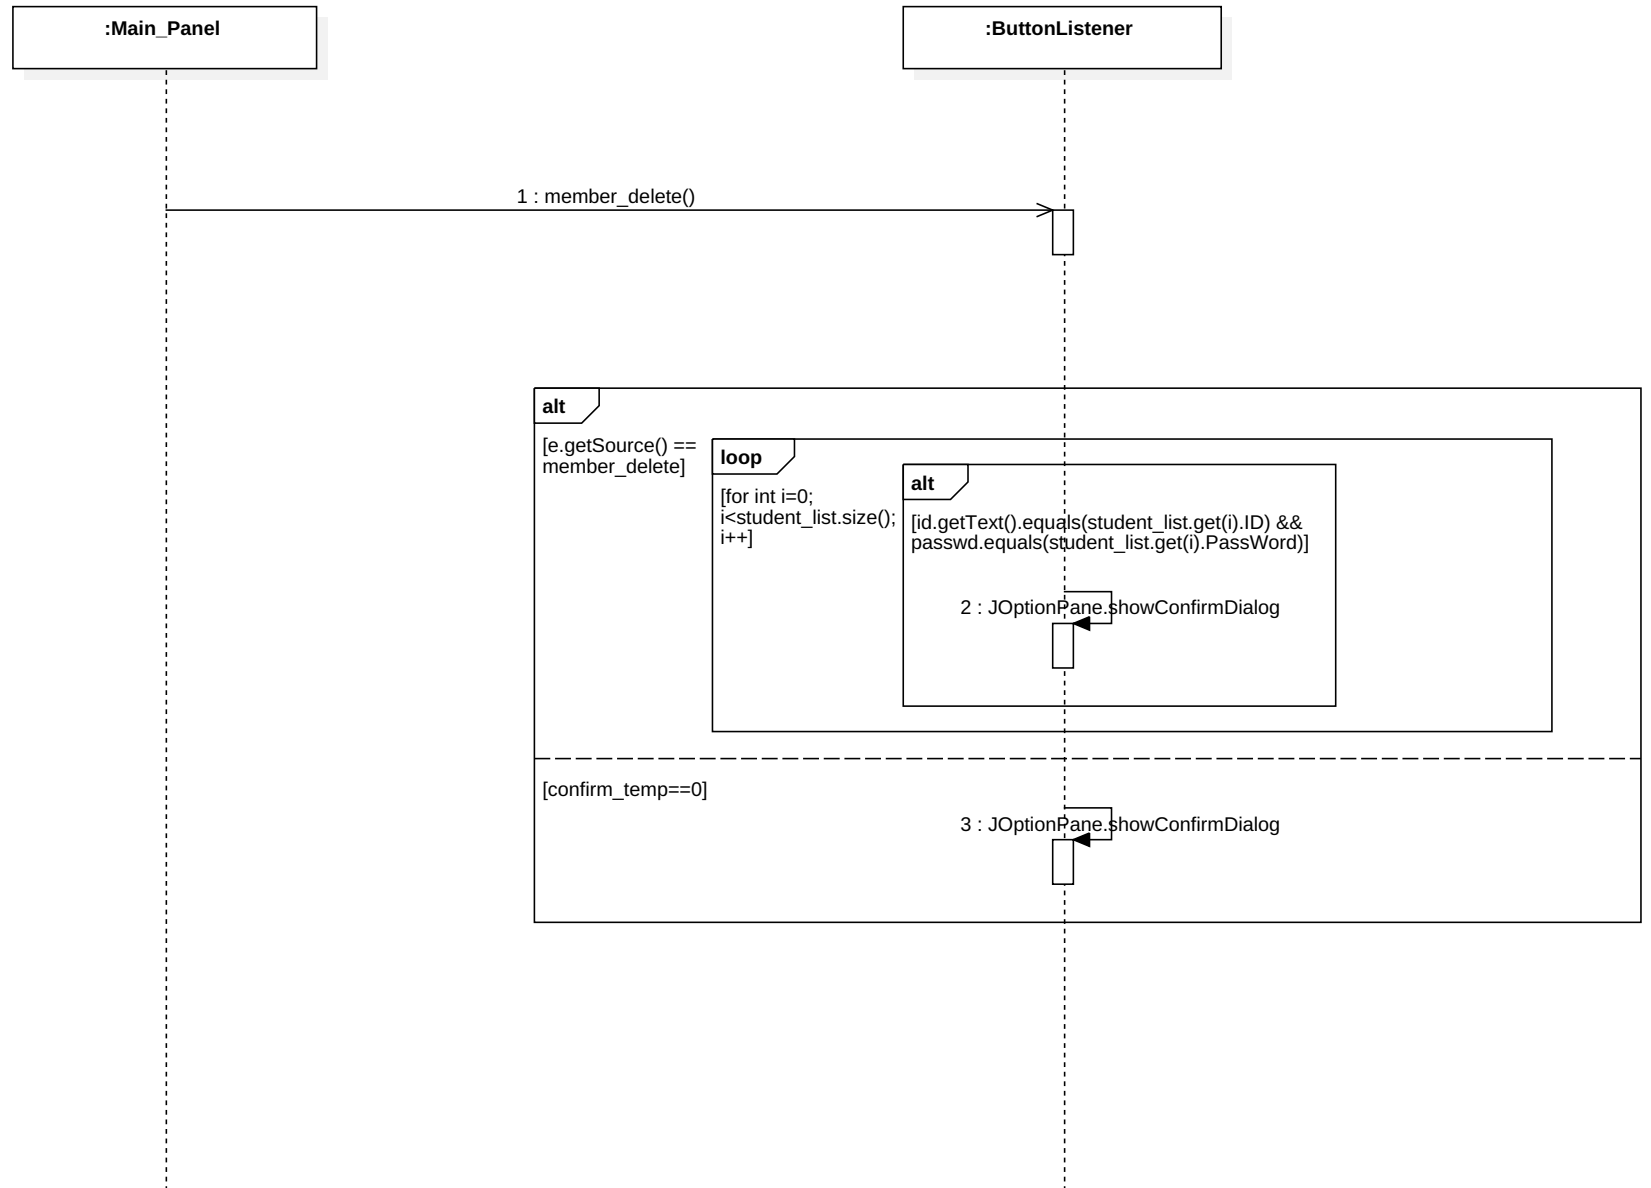 :Main_Panel
:ButtonListener
1 : member_delete()
alt
[e.getSource() ==
member_delete]
loop
[for int i=0;
i<student_list.size();
i++]
alt
[id.getText().equals(student_list.get(i).ID) &&
passwd.equals(student_list.get(i).PassWord)]
2 : JOptionPane.showConfirmDialog
[confirm_temp==0]
3 : JOptionPane.showConfirmDialog